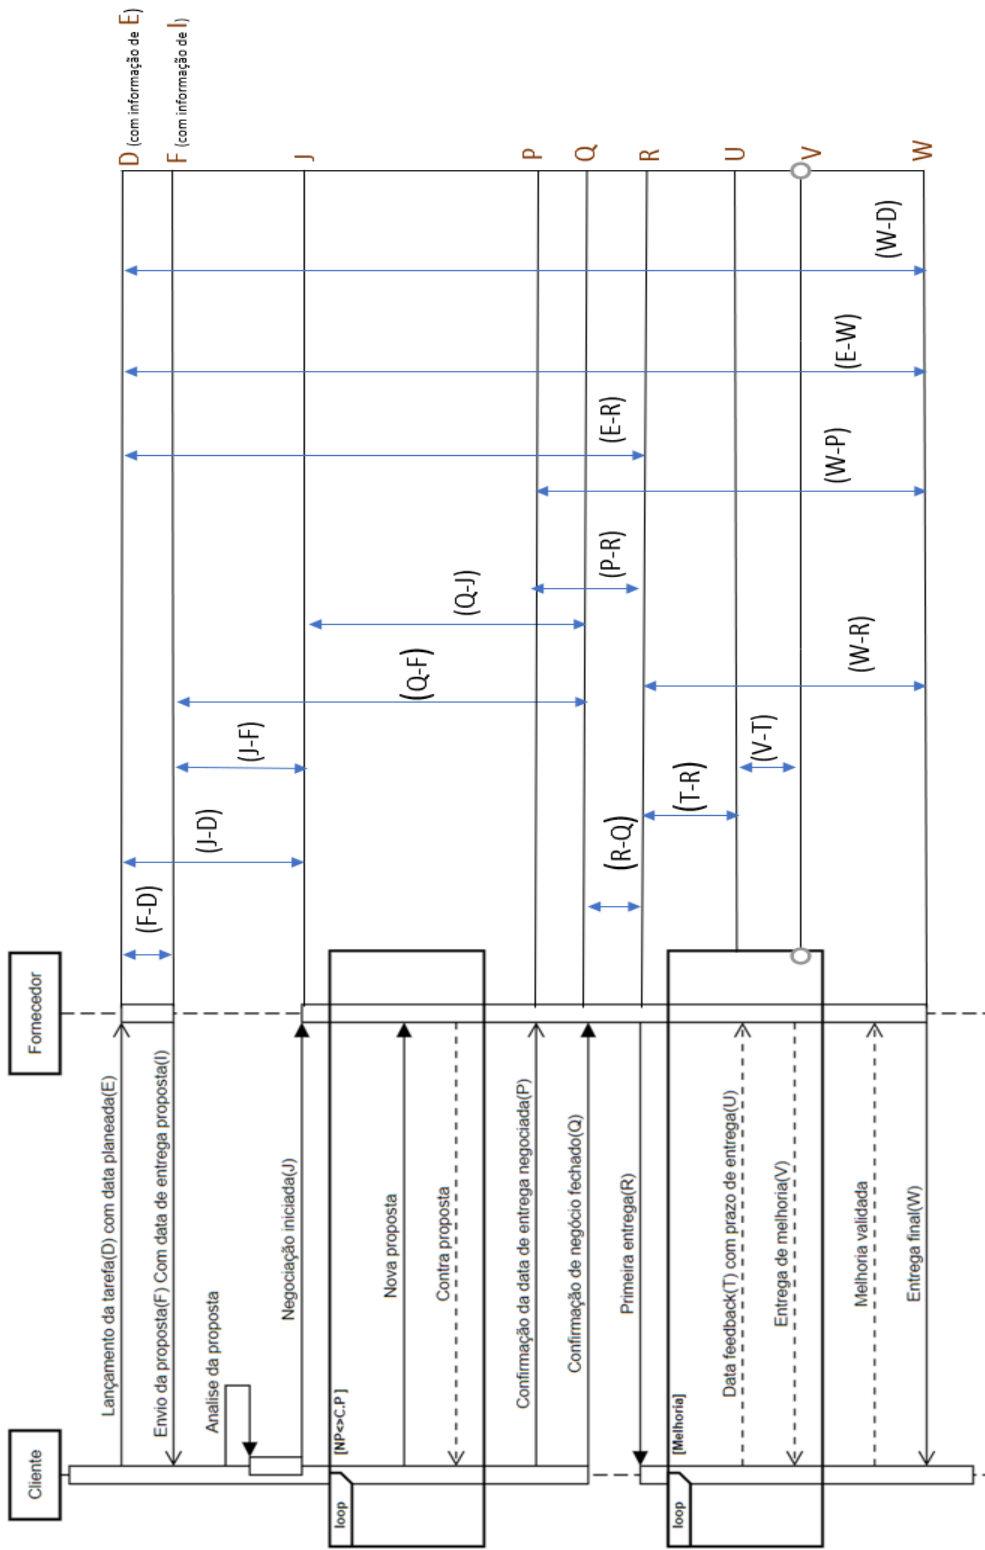 Cliente
Fornecedor
Lançamento da tarefa(D) com data planeada(E)
Envio da proposta(F) Com data de entrega proposta(I)
Analise da proposta
Negociação iniciada(J)
loop
[NP<>C.P ]
Nova proposta
Contra proposta
Confirmação da data de entrega negociada(P)
Confirmação de negócio fechado(Q)
Primeira entrega(R)
loop
[Melhoria]
Data feedback(T) com prazo de entrega(U)
Entrega de melhoria(V)
Melhoria validada
Entrega final(W)
(F-D)
(J-D)
(J-F)
(Q-F)
(Q-J)
(R-Q)
(T-R)
(V-T)
(W-R)
(P-R)
(W-P)
(E-R)
(E-W)
(W-D)
D (com informação de E)
F (com informação de I)
J
P
Q
R
U
V
W